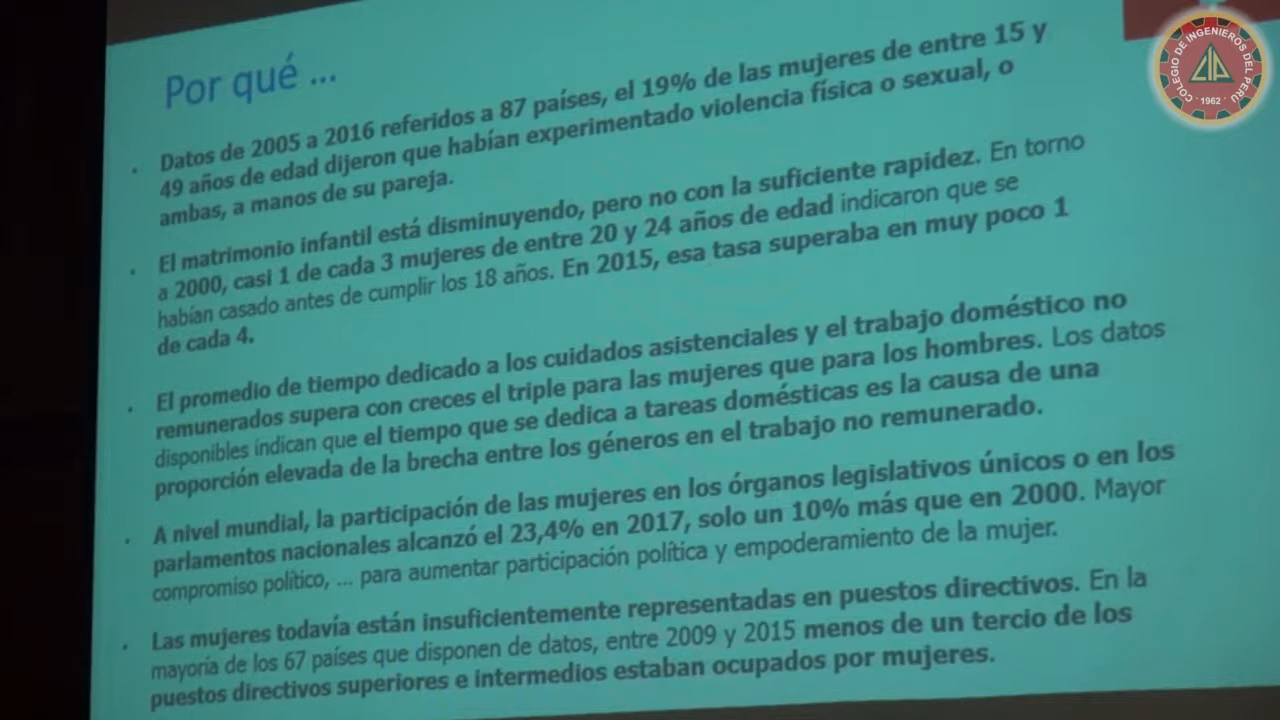 Por qué ...
COLEGIO DE INGENIEROS DEL PERU
CIP
· 1962 ·
· Datos de 2005 a 2016 referidos a 87 países, el 19% de las mujeres de entre 15 y
49 años de edad dijeron que habían experimentado violencia física o sexual, o
ambas, a manos de su pareja.
· El matrimonio infantil está disminuyendo, pero no con la suficiente rapidez. En torno
a 2000, casi 1 de cada 3 mujeres de entre 20 y 24 años de edad indicaron que se
habían casado antes de cumplir los 18 años. En 2015, esa tasa superaba en muy poco 1
de cada 4.
· El promedio de tiempo dedicado a los cuidados asistenciales y el trabajo doméstico no
remunerados supera con creces el triple para las mujeres que para los hombres. Los datos
disponibles indican que el tiempo que se dedica a tareas domésticas es la causa de una
proporción elevada de la brecha entre los géneros en el trabajo no remunerado.
· A nivel mundial, la participación de las mujeres en los órganos legislativos únicos o en los
parlamentos nacionales alcanzó el 23,4% en 2017, solo un 10% más que en 2000. Mayor
compromiso político, ... para aumentar participación política y empoderamiento de la mujer.
· Las mujeres todavía están insuficientemente representadas en puestos directivos. En la
mayoría de los 67 países que disponen de datos, entre 2009 y 2015 menos de un tercio de los
puestos directivos superiores e intermedios estaban ocupados por mujeres.